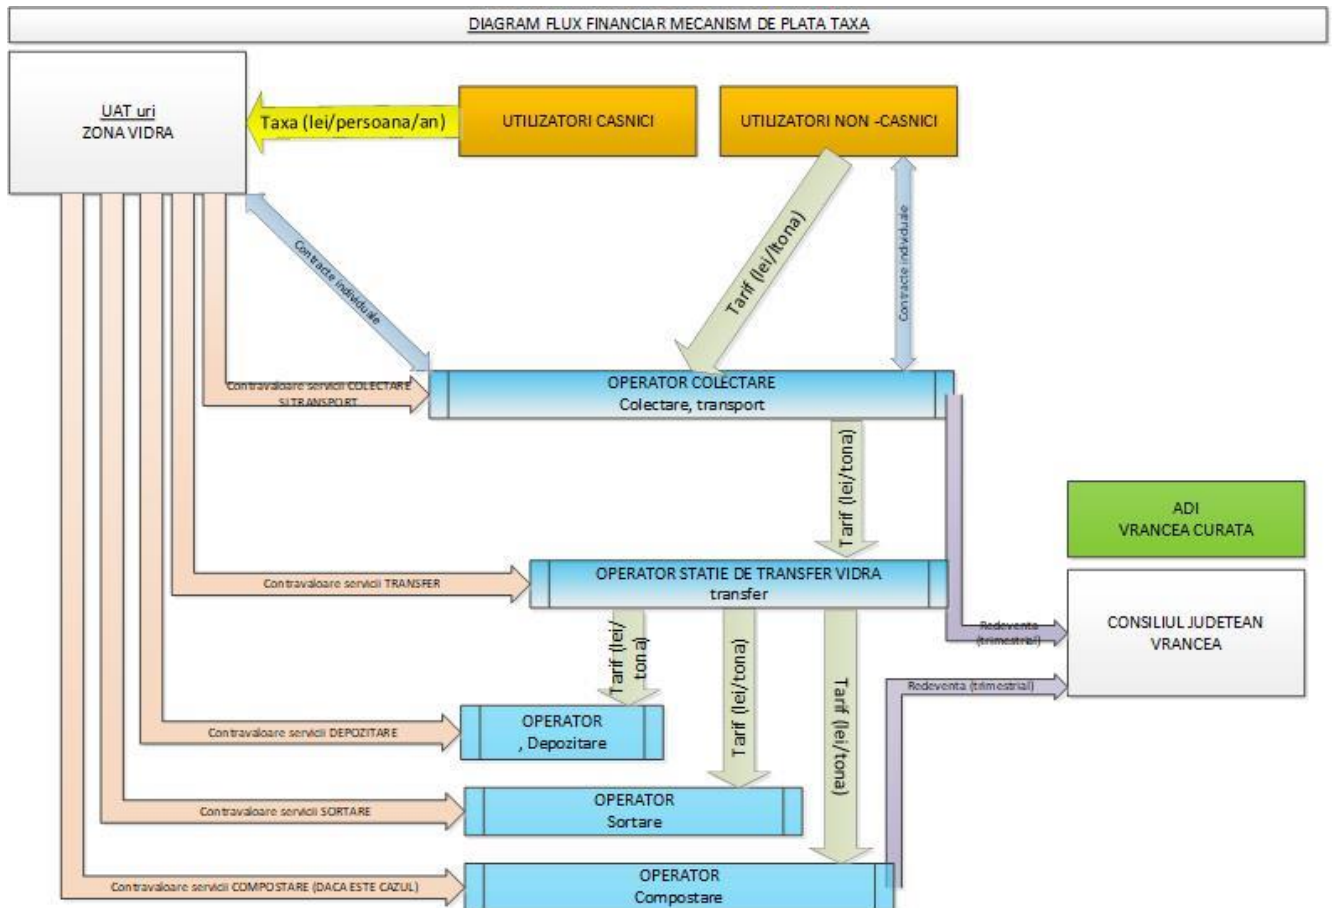 DIAGRAM FLUX FINANCIAR MECANISM DE PLATA TAXA
UAT uri
ZONA VIDRA
Taxa (lei/persoana/an)
UTILIZATORI CASNICI
UTILIZATORI NON -CASNICI
Contracte individuale
Tarif (lei/ltona)
Contracte individuale
Contravaloare servicii COLECTARE
SI TRANSPORT
OPERATOR COLECTARE
Colectare, transport
Tarif (lei/tona)
ADI
VRANCEA CURATA
Contravaloare servicii TRANSFER
OPERATOR STATIE DE TRANSFER VIDRA
transfer
CONSILIUL JUDETEAN
VRANCEA
Redeventa
(trimestrial)
Tarif (lei/
tona)
Tarif (lei/tona)
Tarif (lei/tona)
Redeventa (trimestrial)
Contravaloare servicii DEPOZITARE
OPERATOR
, Depozitare
Contravaloare servicii SORTARE
OPERATOR
Sortare
Contravaloare servicii COMPOSTARE (DACA ESTE CAZUL)
OPERATOR
Compostare